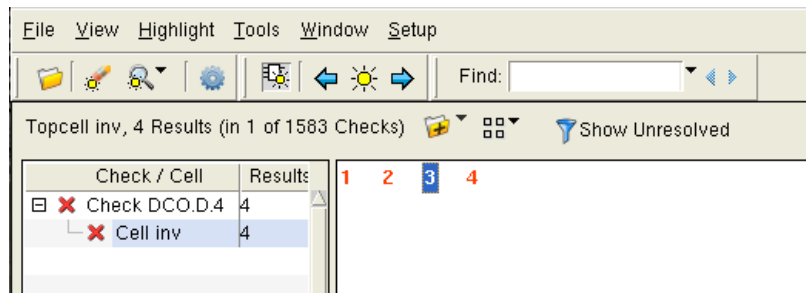 File View Highlight Tools Window Setup
Find:
Topcell inv, 4 Results (in 1 of 1583 Checks) Show Unresolved
Check / Cell Results 1 2 3 4
Check DCO.D.4 4
Cell inv 4